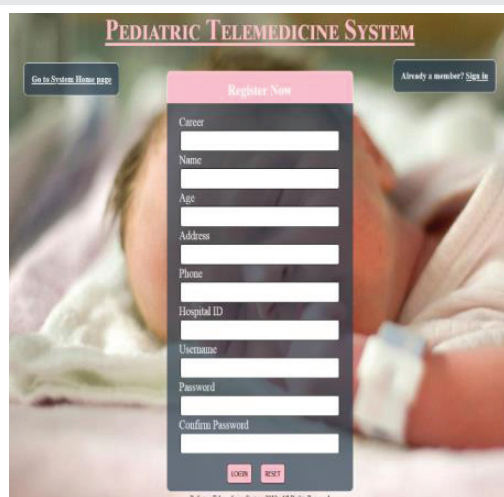 PEDIATRIC TELEMEDICINE SYSTEM
Go to System Home page
Already a member? Sign in
Register Now
Career
Name
Age
Address
Phone
Hospital ID
Username
Password
Confirm Password
LOGIN
RESET